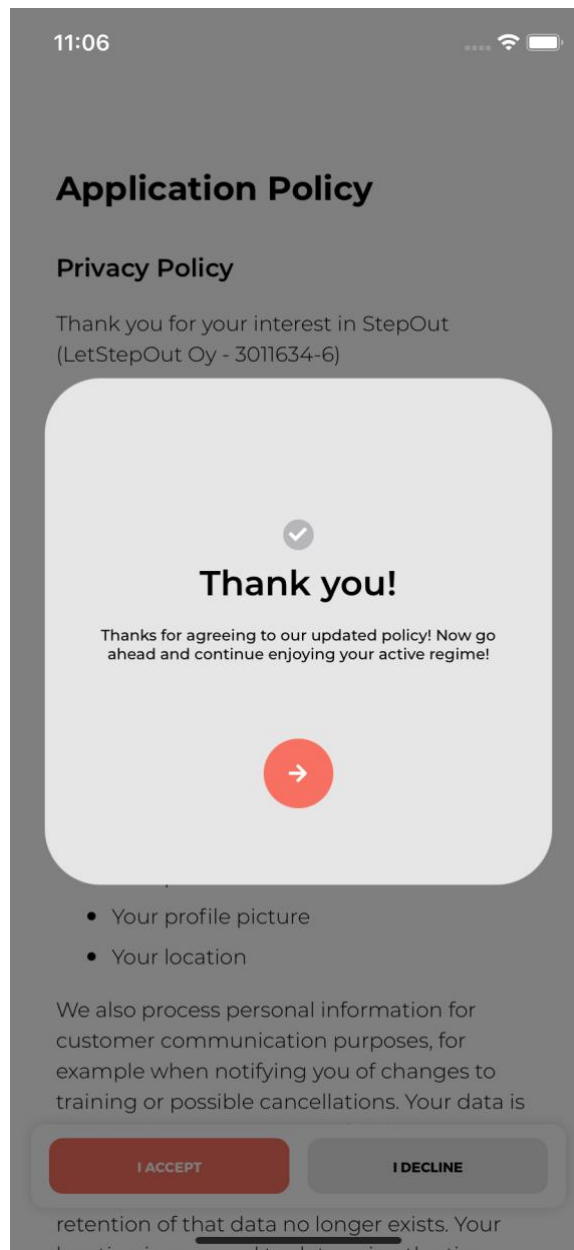 11:06
Application Policy
Privacy Policy
Thank you for your interest in StepOut
(LetStepOut Oy - 3011634-6)
Thank you!
Thanks for agreeing to our updated policy! Now go
ahead and continue enjoying your active regime!
• Your profile picture
• Your location
We also process personal information for
customer communication purposes, for
example when notifying you of changes to
training or possible cancellations. Your data is
I ACCEPT
I DECLINE
retention of that data no longer exists. Your